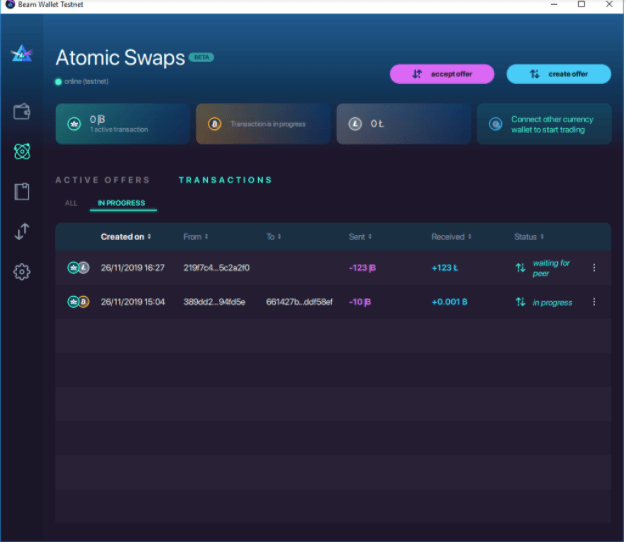 Beam Wallet Testnet
Atomic Swaps BETA
online (testnet)
accept offer
create offer
0
1 active transaction
Transaction is in progress
0 Ł
Connect other currency
wallet to start trading
ACTIVE OFFERS TRANSACTIONS
ALL IN PROGRESS
Created on From To Sent Received Status
26/11/2019 16:27 219f7c4...5c2a2f0 -123 +123 Ł waiting for
peer
26/11/2019 15:04 389dd2...94fd5e 661427b...ddf58ef -10 +0.001 B in progress